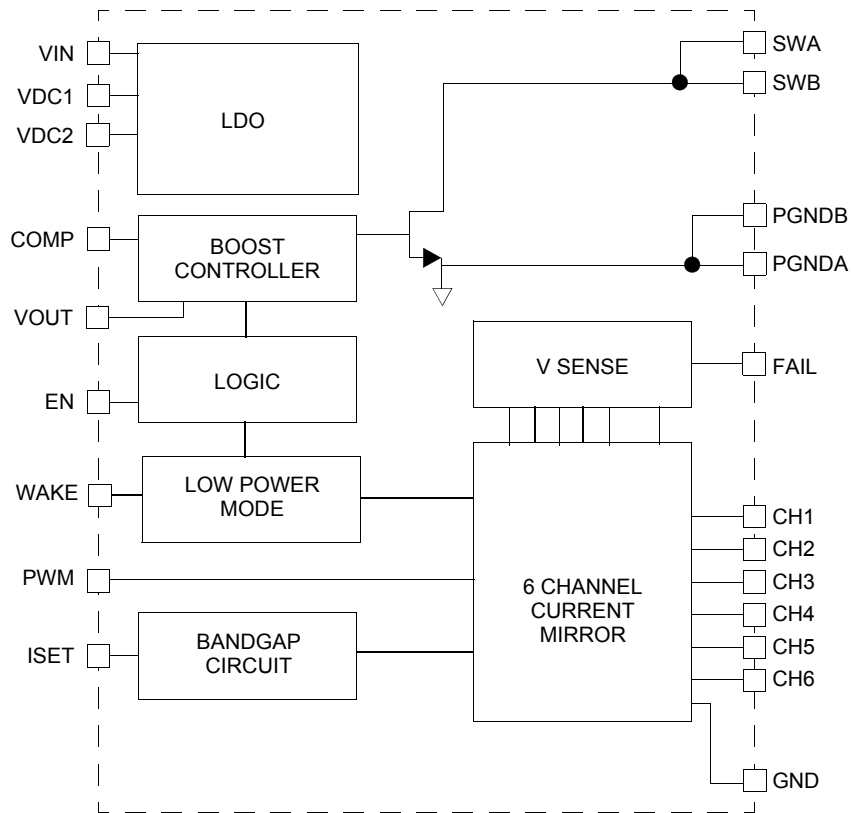 VIN
VDC1
VDC2
LDO
SWA
SWB
COMP
BOOST
CONTROLLER
PGNDB
PGNDA
VOUT
LOGIC
V SENSE
FAIL
EN
WAKE
LOW POWER
MODE
PWM
6 CHANNEL
CURRENT
MIRROR
CH1
CH2
CH3
CH4
CH5
CH6
ISET
BANDGAP
CIRCUIT
GND